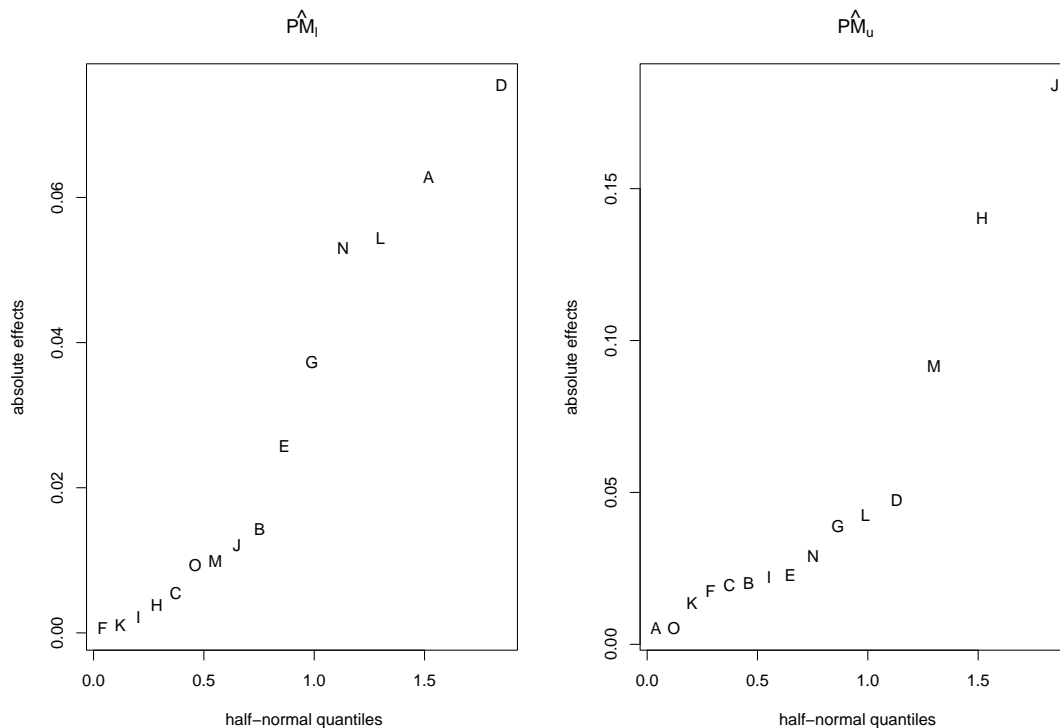 P̂M_l
absolute effects
0.06
0.04
0.02
0.00
D
A
L
N
G
E
B
J
M
O
C
H
I
K
F
0.0 0.5 1.0 1.5
half−normal quantiles
P̂M_u
absolute effects
0.15
0.10
0.05
0.00
J
H
M
D
L
G
N
E
I
B
C
F
K
O
A
0.0 0.5 1.0 1.5
half−normal quantiles